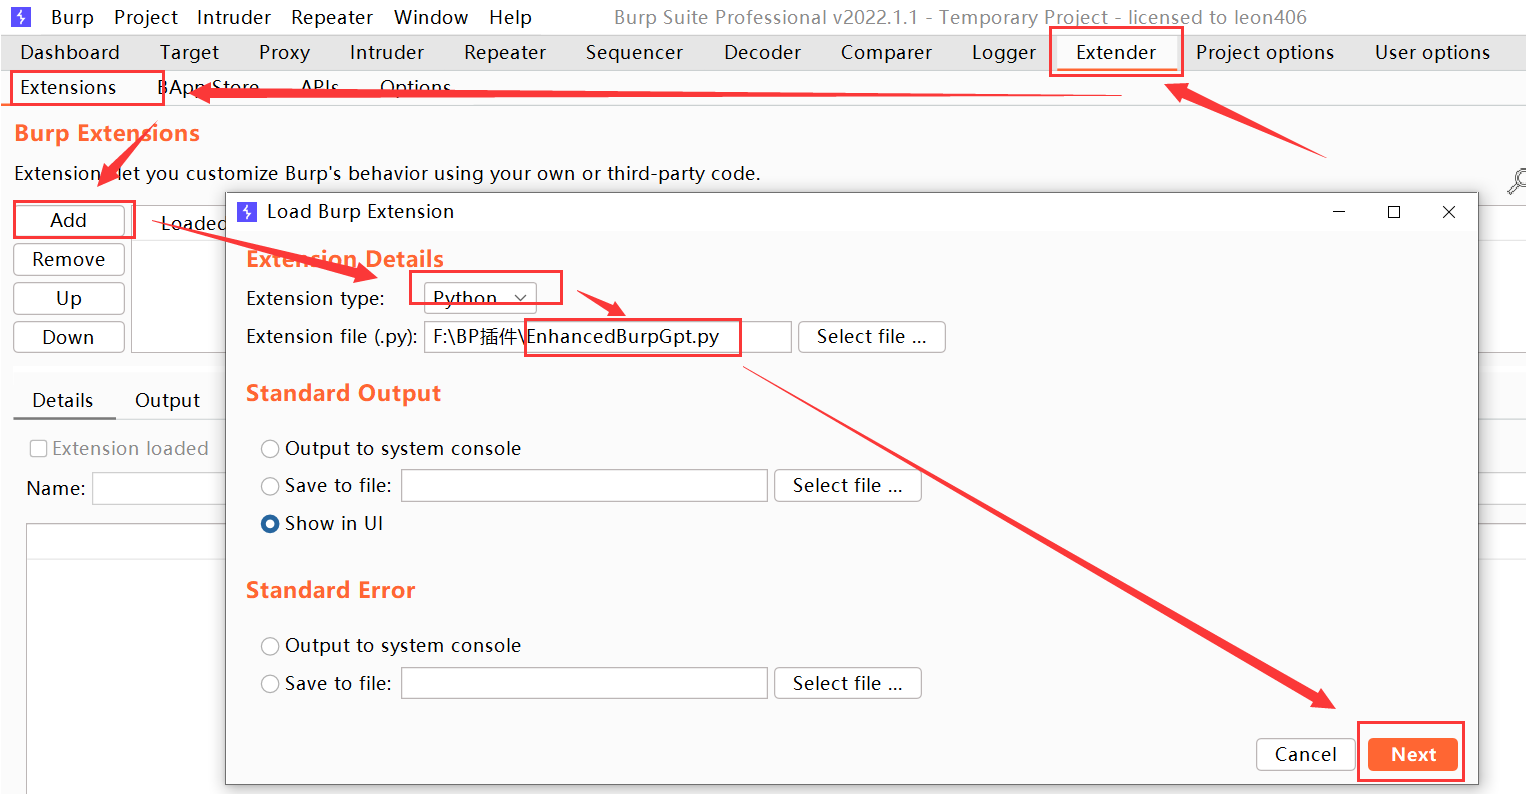 Burp Project Intruder Repeater Window Help Burp Suite Professional v2022.1.1 - Temporary Project - licensed to leon406
Dashboard Target Proxy Intruder Repeater Sequencer Decoder Comparer Logger Extender Project options User options
Extensions BApp Store APIs Options
Burp Extensions
Extensions let you customize Burp's behavior using your own or third-party code.
Add
Remove
Up
Down
Loaded
Details Output
Extension loaded
Name:
Load Burp Extension
Extension Details
Extension type: Python
Extension file (.py): F:\BP插件\EnhancedBurpGpt.py Select file ...
Standard Output
Output to system console
Save to file: Select file ...
Show in UI
Standard Error
Output to system console
Save to file: Select file ...
Cancel Next